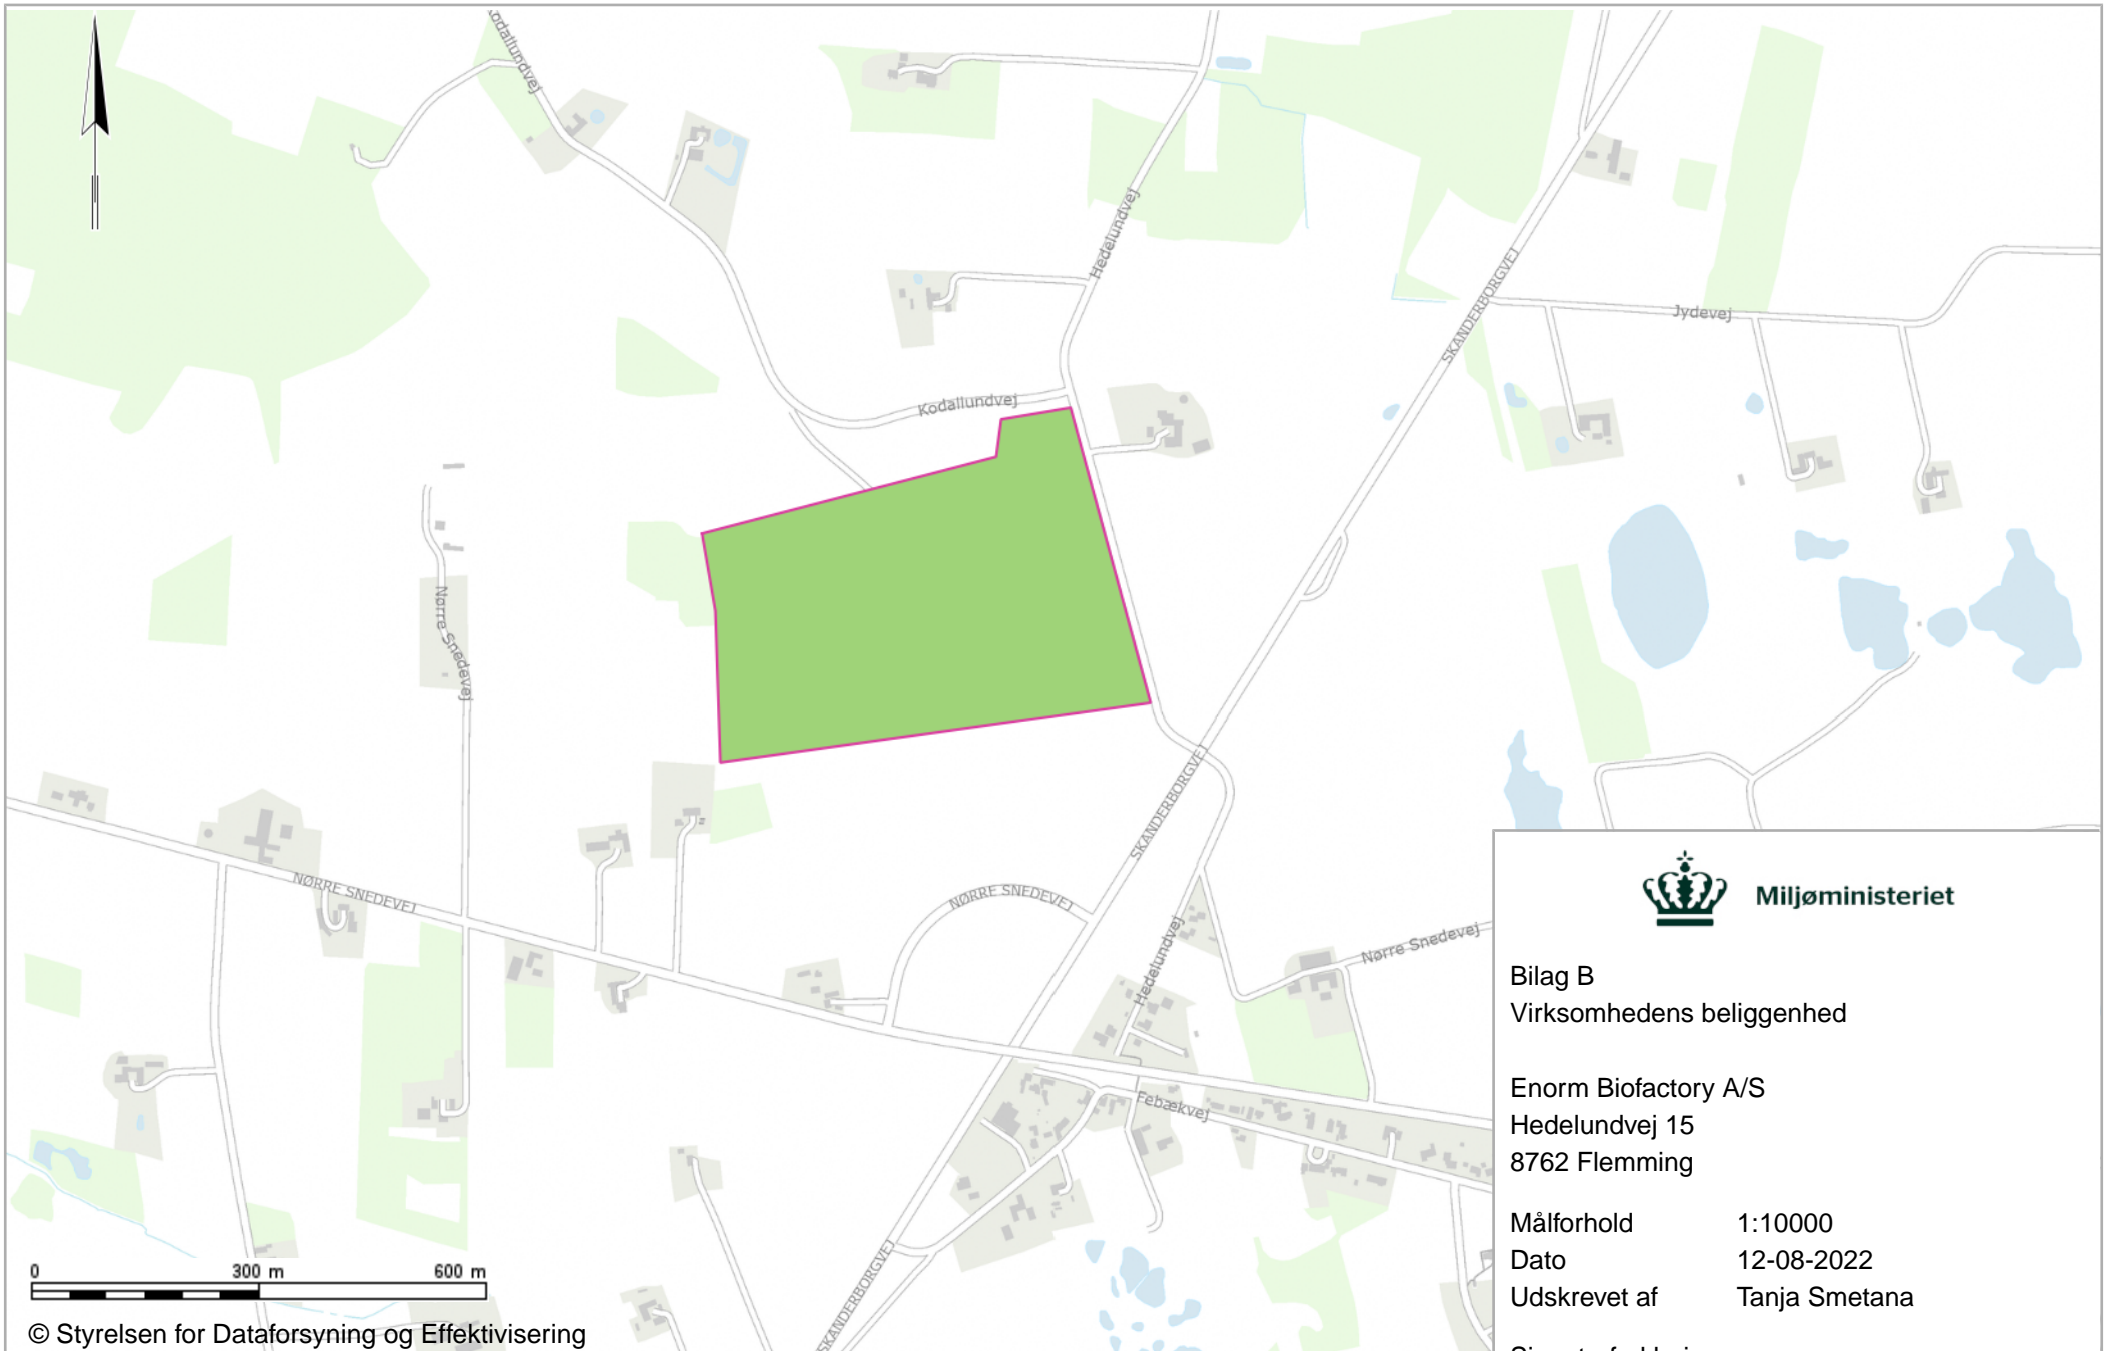 Kodallundvej
Hedelundvej
SKANDERBORGVEJ
Jydevej
Kodallundvej
Nørre Snedevej
SKANDERBORGVEJ
NØRRE SNEDEVEJ
NØRRE SNEDEVEJ
Hedelundvej
Nørre Snedevej
Febækvej
SKANDERBORGVEJ
0 300 m 600 m
© Styrelsen for Dataforsyning og Effektivisering
Miljøministeriet
Bilag B
Virksomhedens beliggenhed
Enorm Biofactory A/S
Hedelundvej 15
8762 Flemming
Målforhold 1:10000
Dato 12-08-2022
Udskrevet af Tanja Smetana